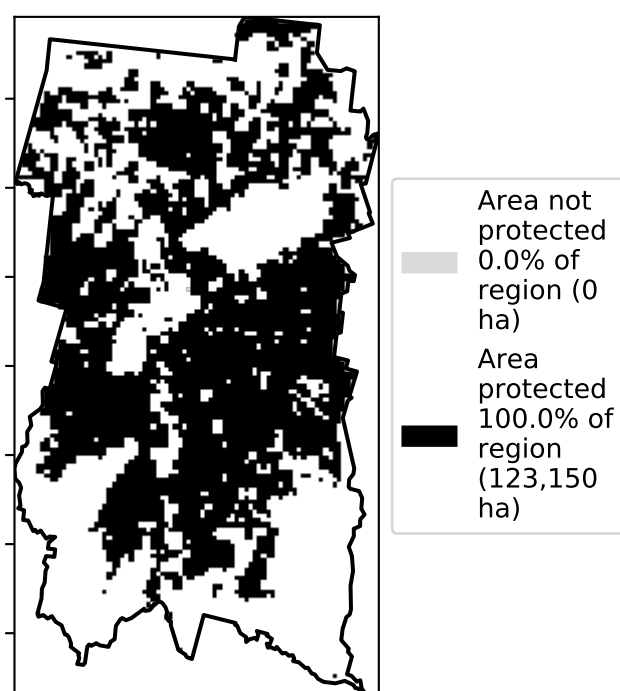 Area not
protected
0.0% of
region (0
ha)
Area
protected
100.0% of
region
(123,150
ha)